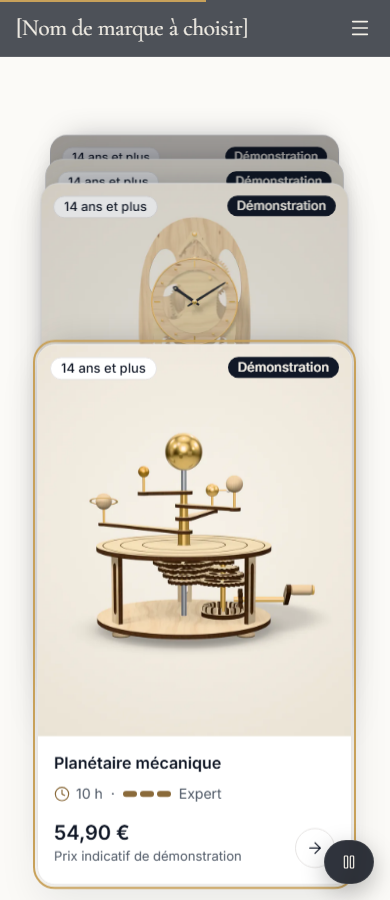 [Nom de marque à choisir]
14 ans et plus
Démonstration
14 ans et plus
Démonstration
14 ans et plus
Démonstration
14 ans et plus
Démonstration
Planétaire mécanique
10 h · Expert
54,90 €
Prix indicatif de démonstration